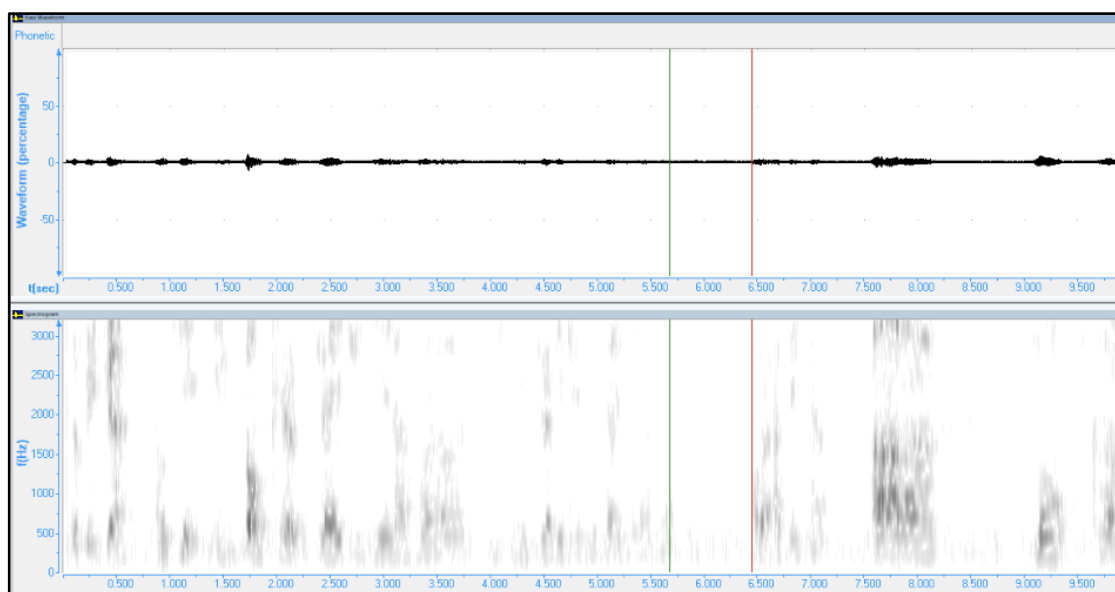 Raw Waveform
Phonetic
Waveform (percentage)
50
0
-50
t(sec)
0.500 1.000 1.500 2.000 2.500 3.000 3.500 4.000 4.500 5.000 5.500 6.000 6.500 7.000 7.500 8.000 8.500 9.000 9.500
Spectrogram
f(Hz)
3000
2500
2000
1500
1000
500
0
0.500 1.000 1.500 2.000 2.500 3.000 3.500 4.000 4.500 5.000 5.500 6.000 6.500 7.000 7.500 8.000 8.500 9.000 9.500